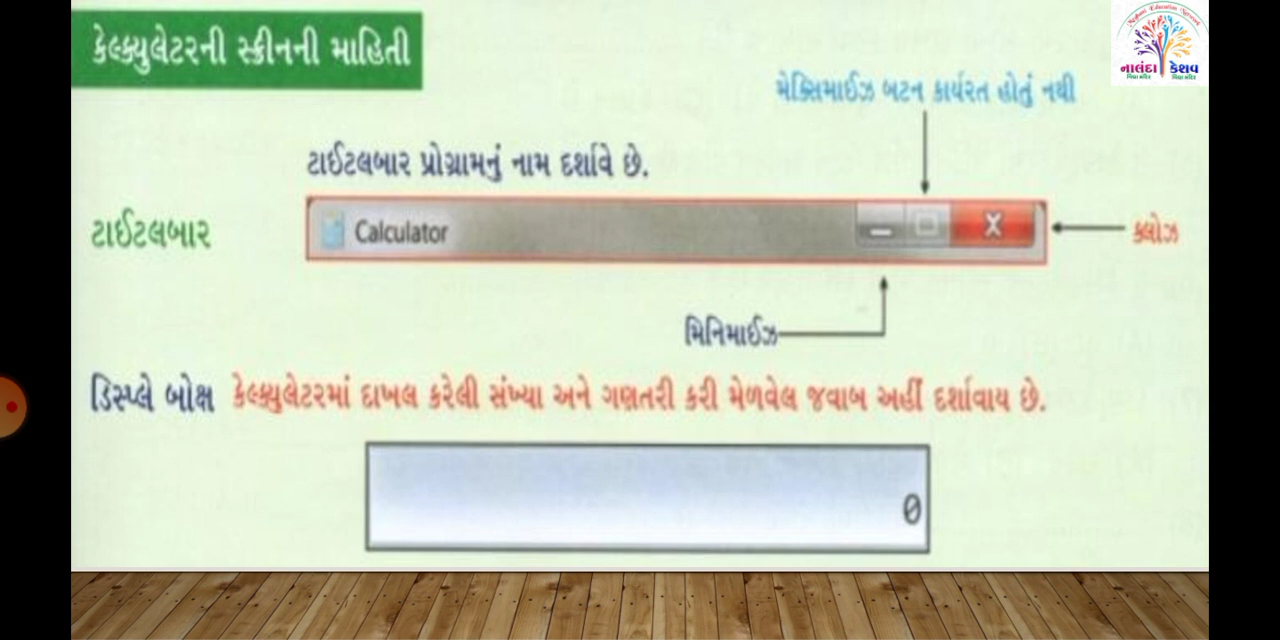 કેલ્ક્યુલેટરની સ્ક્રીનની માહિતી
નાલંદા કેશવ
વિદ્યા મંદિર વિદ્યા મંદિર
મેક્સિમાઈઝ બટન કાર્યરત હોતું નથી
ટાઈટલબાર પ્રોગ્રામનું નામ દર્શાવે છે.
ટાઈટલબાર
Calculator
X
ક્લોઝ
મિનિમાઈઝ
ડિસ્પ્લે બોક્ષ કેલ્ક્યુલેટરમાં દાખલ કરેલી સંખ્યા અને ગણતરી કરી મેળવેલ જવાબ અહીં દર્શાવાય છે.
0